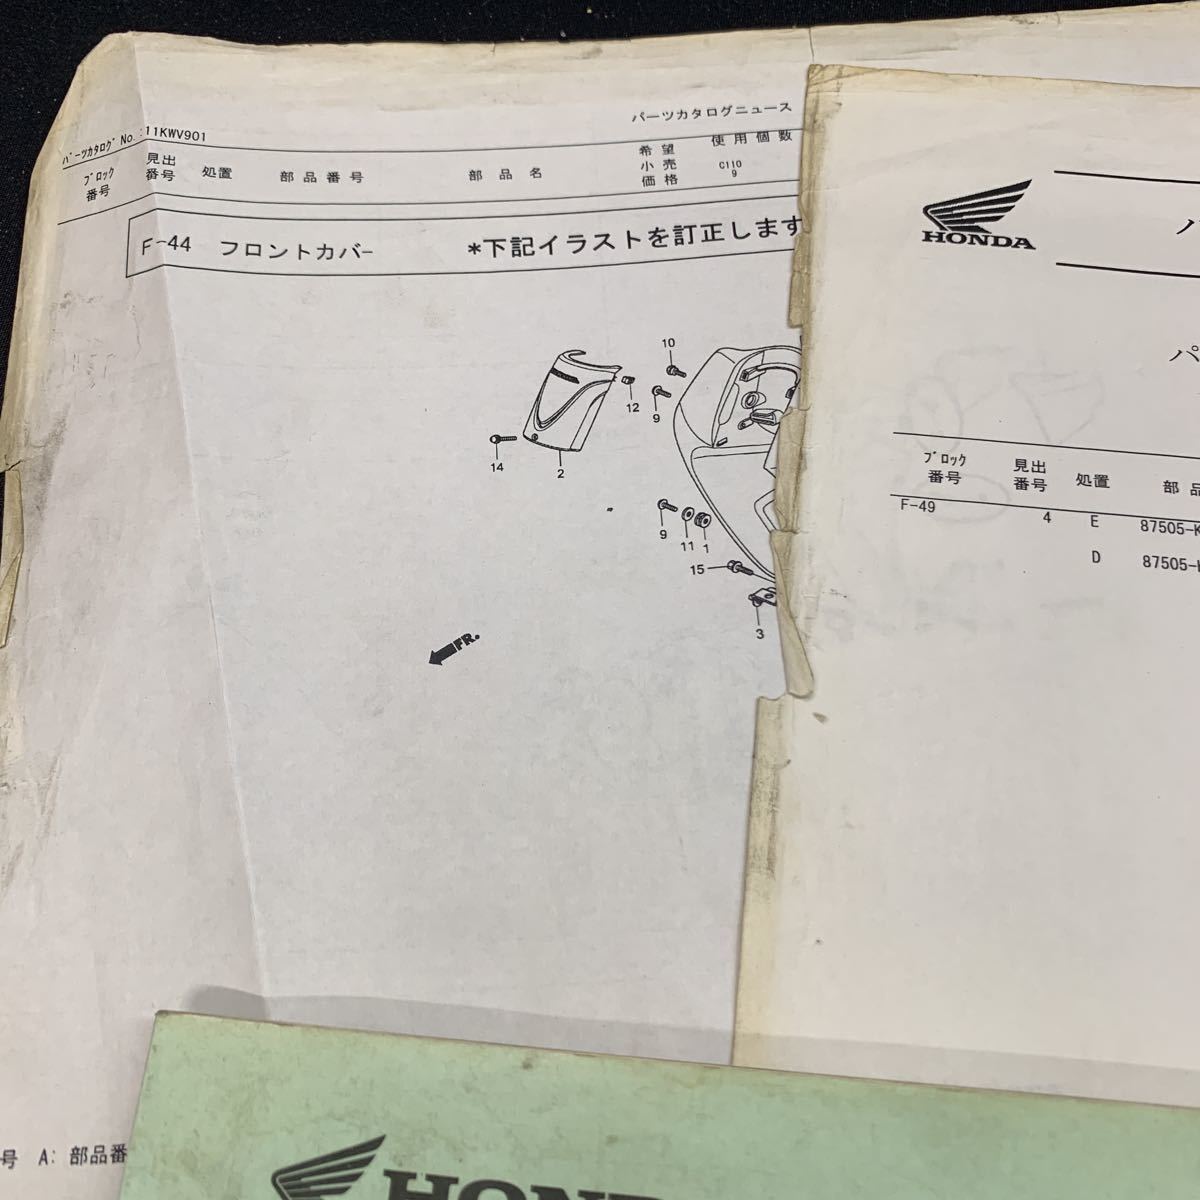 パーツカタログ No.:11KWV901
パーツカタログニュース
ブロック
番号
見出
番号
処置
部品番号
部品名
希望
小売
価格
使用個数
C110
9
F-44 フロントカバー *下記イラストを訂正します
10
12
9
14
2
9
11
1
15
3
FR.
号 A: 部品番
HONDA
パ
ブロック
番号
見出
番号
処置
部品
F-49 4 E 87505-K
D 87505-
HOND